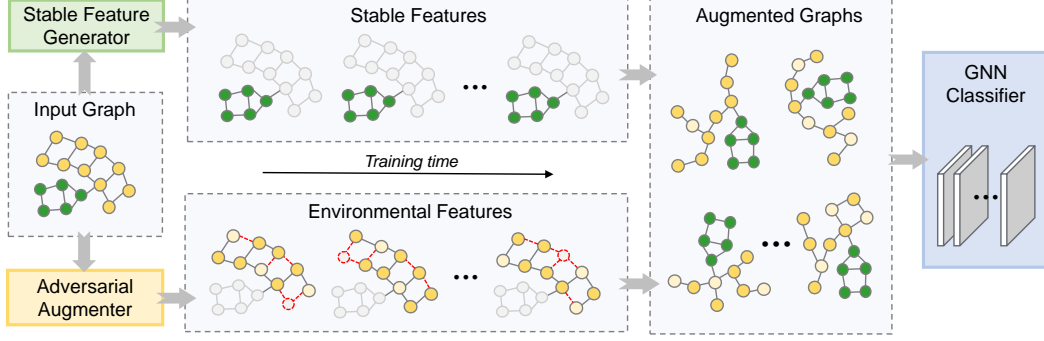 Stable Feature
Generator
Stable Features
Augmented Graphs
Input Graph
GNN
Classifier
Training time
Environmental Features
Adversarial
Augmenter